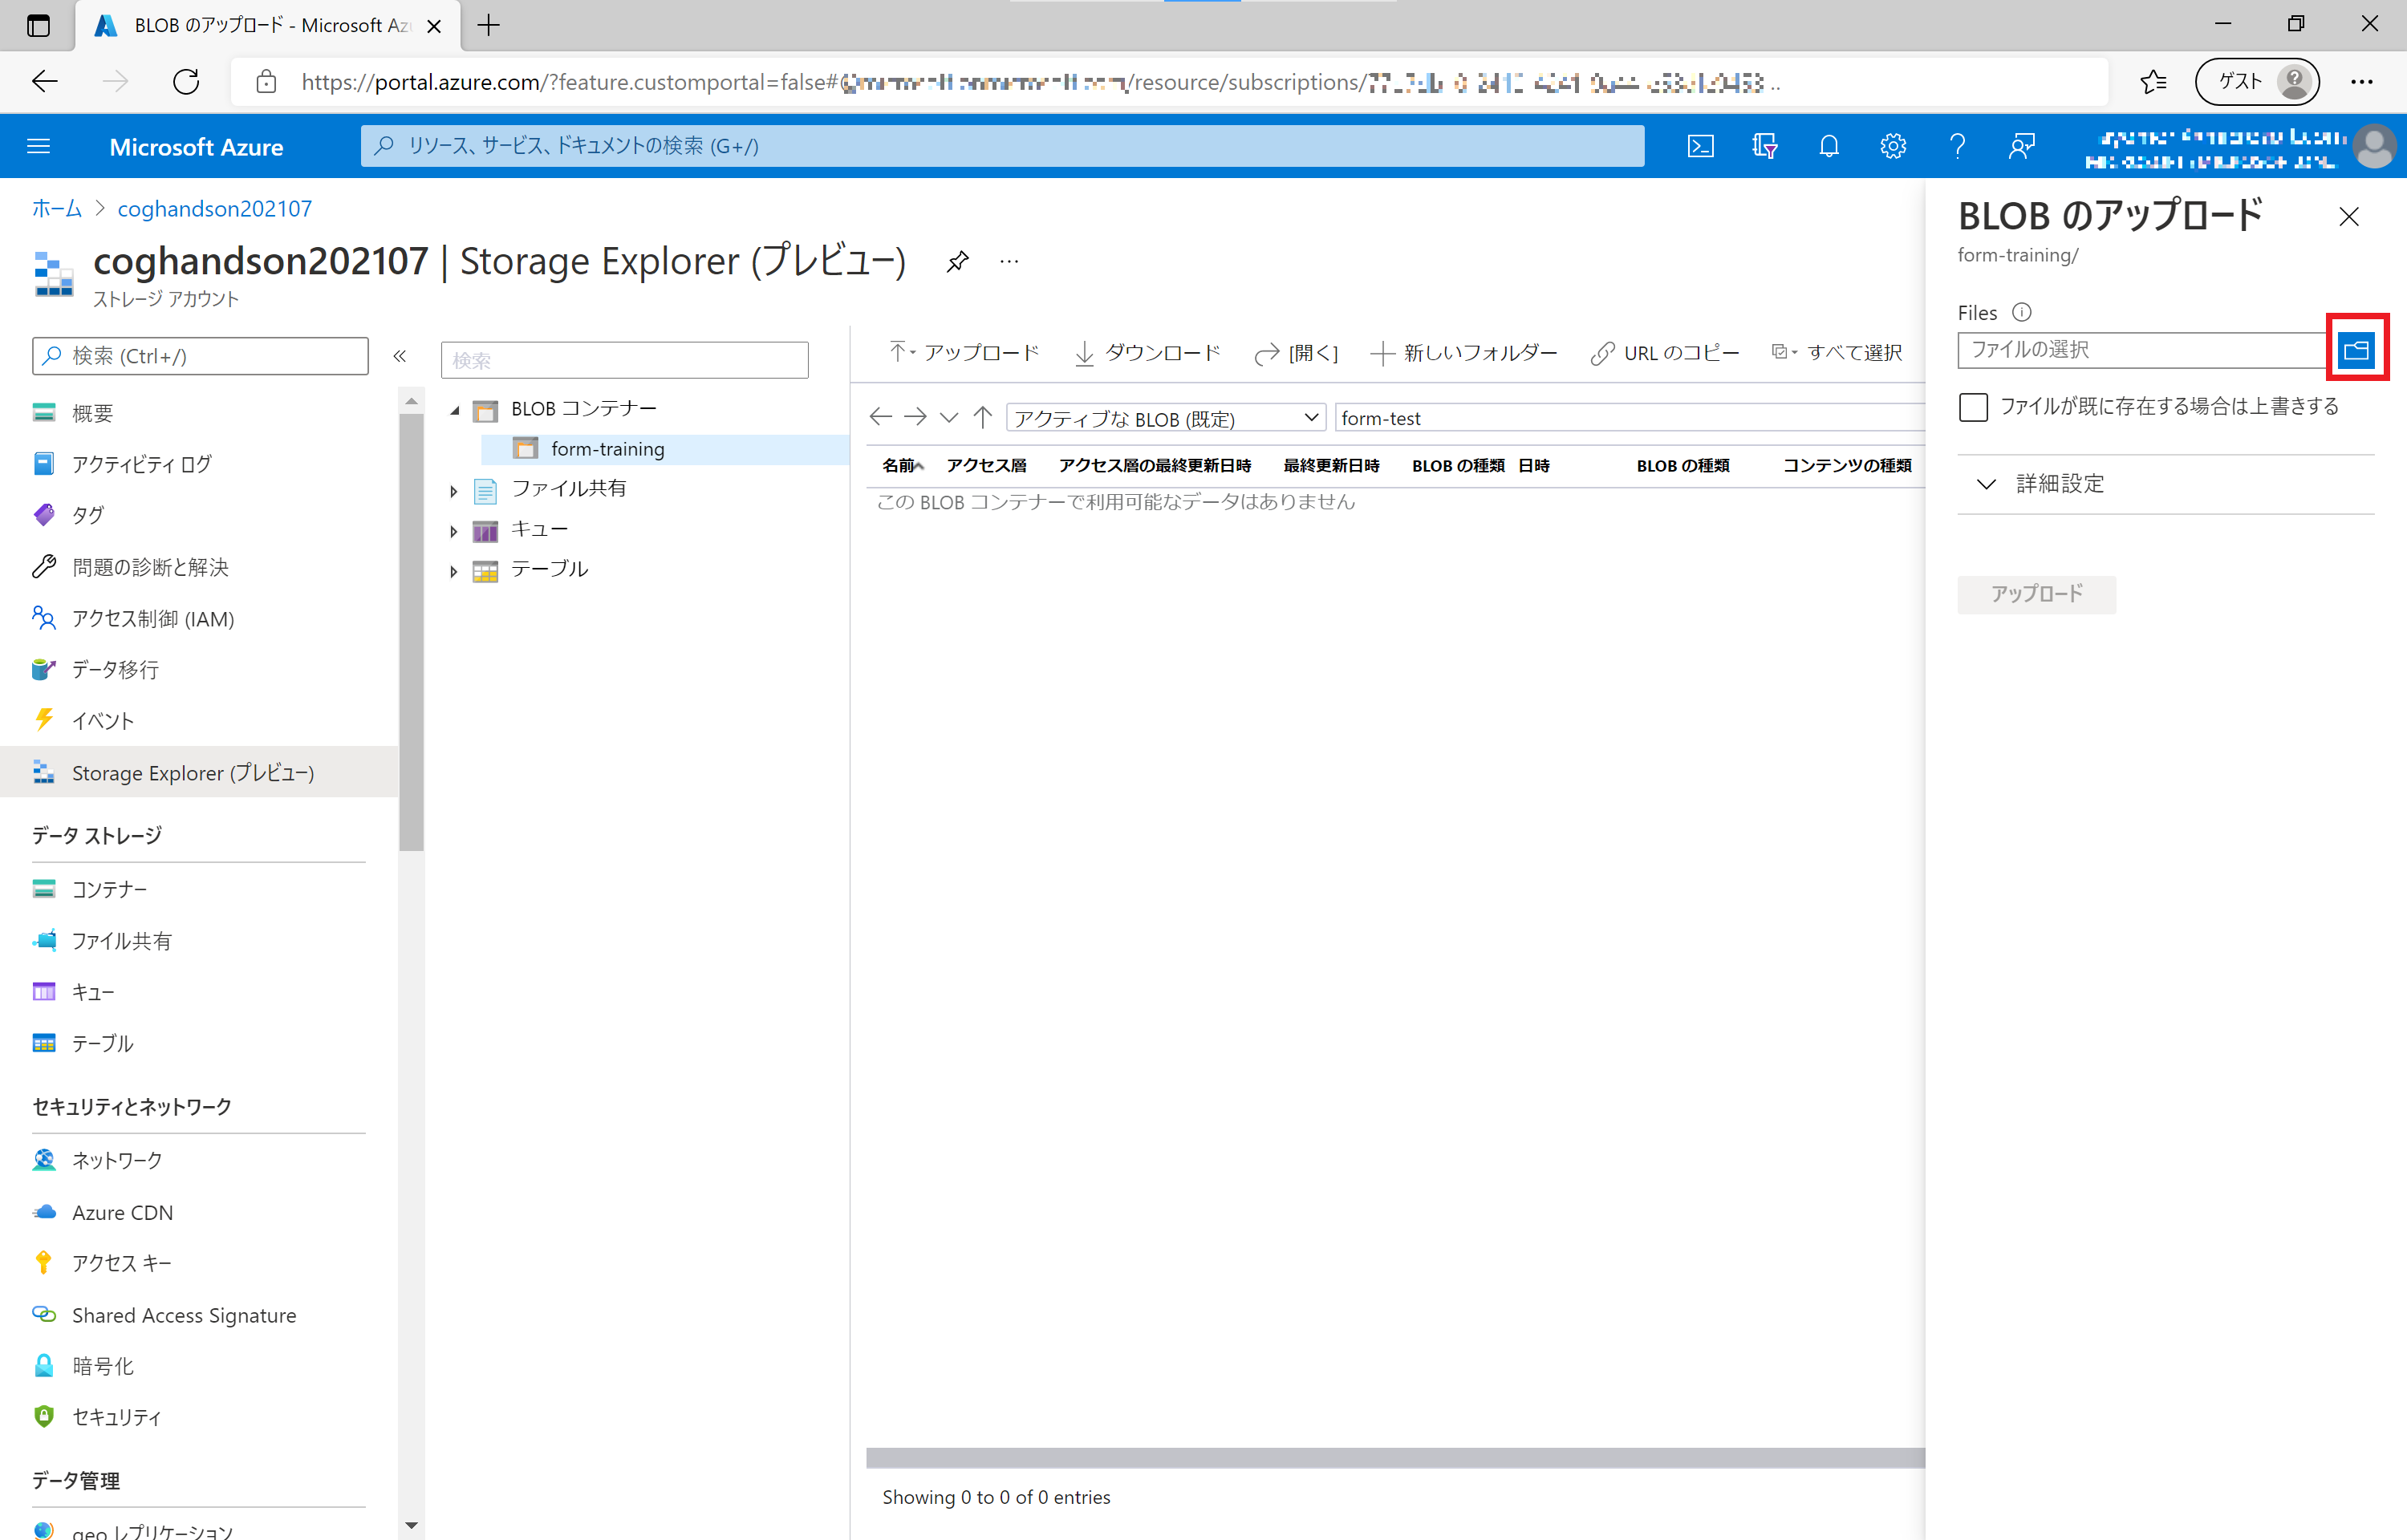 BLOB のアップロード - Microsoft Az
https://portal.azure.com/?feature.customportal=false#
/resource/subscriptions/
..
ゲスト
Microsoft Azure
リソース、サービス、ドキュメントの検索 (G+/)
ホーム > coghandson202107
coghandson202107 | Storage Explorer (プレビュー)
ストレージ アカウント
検索 (Ctrl+/)
概要
アクティビティ ログ
タグ
問題の診断と解決
アクセス制御 (IAM)
データ移行
イベント
Storage Explorer (プレビュー)
データ ストレージ
コンテナー
ファイル共有
キュー
テーブル
セキュリティとネットワーク
ネットワーク
Azure CDN
アクセス キー
Shared Access Signature
暗号化
セキュリティ
データ管理
geo レプリケーション
検索
BLOB コンテナー
form-training
ファイル共有
キュー
テーブル
アップロード ダウンロード [開く] 新しいフォルダー URL のコピー すべて選択
アクティブな BLOB (既定) form-test
名前 アクセス層 アクセス層の最終更新日時 最終更新日時 BLOB の種類 日時 BLOB の種類 コンテンツの種類
この BLOB コンテナーで利用可能なデータはありません
Showing 0 to 0 of 0 entries
BLOB のアップロード
form-training/
Files
ファイルの選択
ファイルが既に存在する場合は上書きする
詳細設定
アップロード